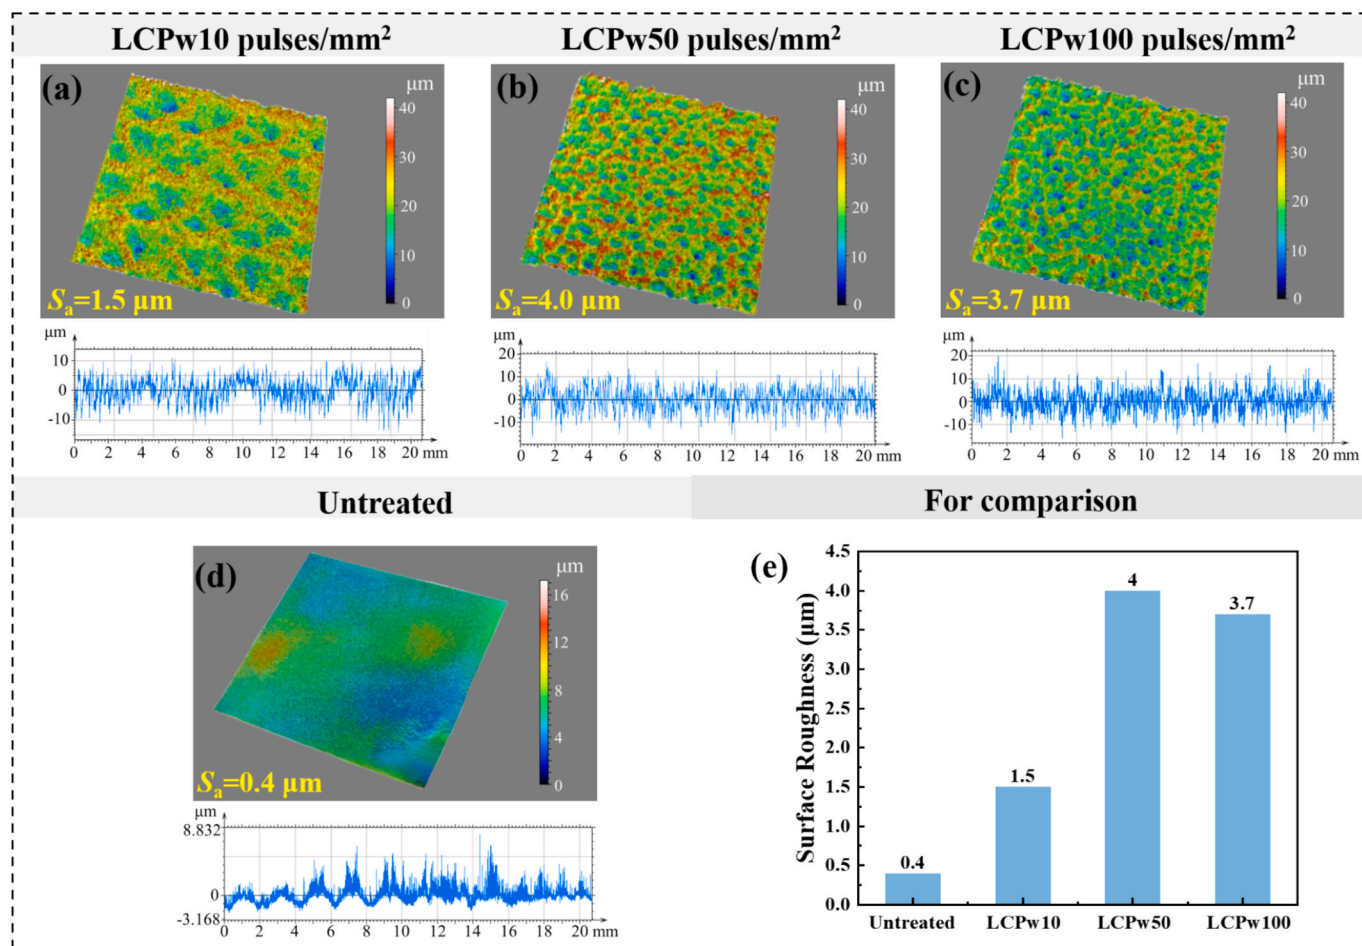 LCPw10 pulses/mm²
LCPw50 pulses/mm²
LCPw100 pulses/mm²
(a)
µm
40
30
20
10
0
Sa=1.5 µm
(b)
µm
40
30
20
10
0
Sa=4.0 µm
(c)
µm
40
30
20
10
0
Sa=3.7 µm
µm
10
0
-10
0 2 4 6 8 10 12 14 16 18 20 mm
µm
20
10
0
-10
0 2 4 6 8 10 12 14 16 18 20 mm
µm
20
10
0
-10
0 2 4 6 8 10 12 14 16 18 20 mm
Untreated
For comparison
(d)
µm
16
12
8
4
0
Sa=0.4 µm
µm
8.832
0
-3.168
0 2 4 6 8 10 12 14 16 18 20 mm
(e)
Surface Roughness (µm)
4.5
4.0
3.5
3.0
2.5
2.0
1.5
1.0
0.5
0.0
0.4
1.5
4
3.7
Untreated LCPw10 LCPw50 LCPw100